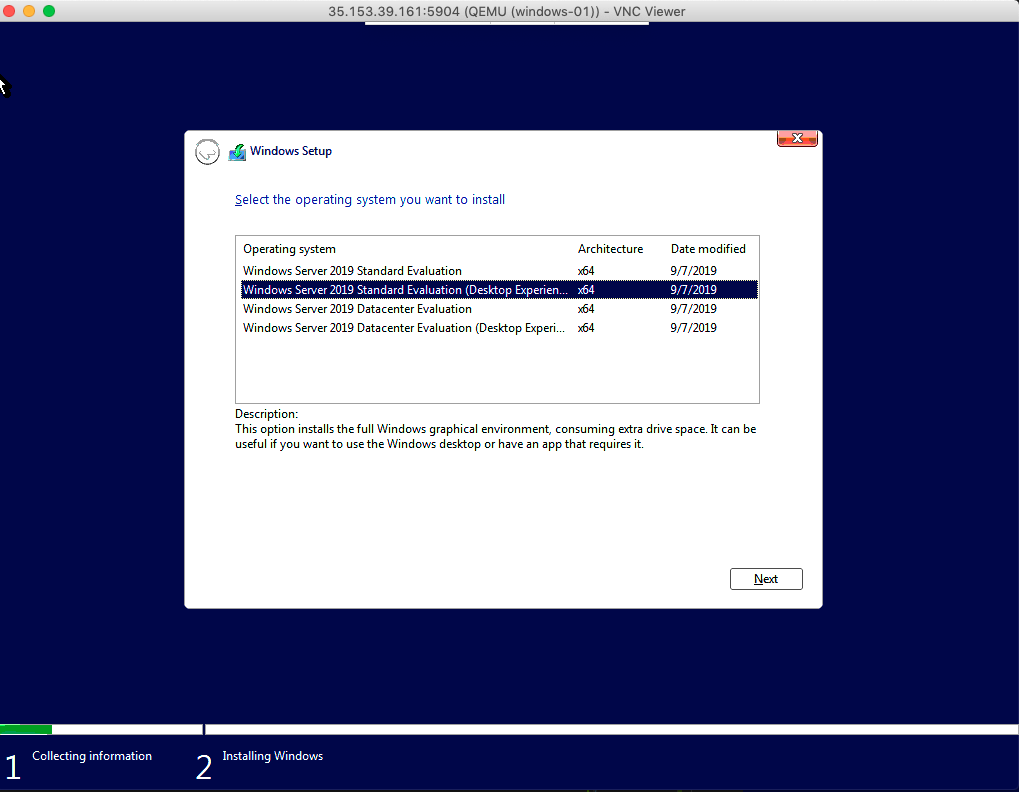 35.153.39.161:5904 (QEMU (windows-01)) - VNC Viewer
Windows Setup
Select the operating system you want to install
Operating system Architecture Date modified
Windows Server 2019 Standard Evaluation x64 9/7/2019
Windows Server 2019 Standard Evaluation (Desktop Experien... x64 9/7/2019
Windows Server 2019 Datacenter Evaluation x64 9/7/2019
Windows Server 2019 Datacenter Evaluation (Desktop Experi... x64 9/7/2019
Description:
This option installs the full Windows graphical environment, consuming extra drive space. It can be
useful if you want to use the Windows desktop or have an app that requires it.
Next
1 Collecting information 2 Installing Windows